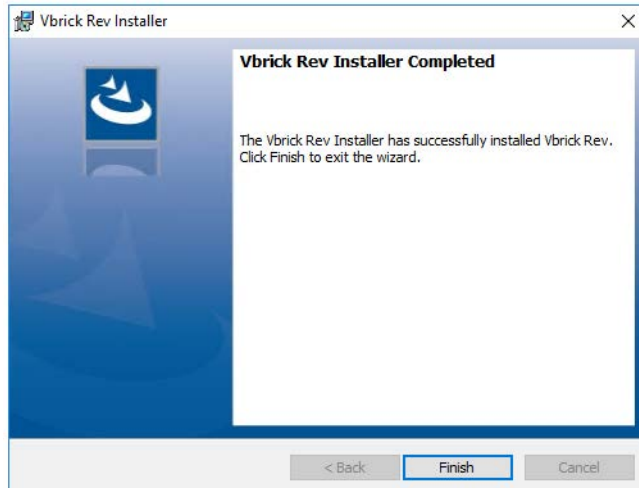 Vbrick Rev Installer
Vbrick Rev Installer Completed
The Vbrick Rev Installer has successfully installed Vbrick Rev.
Click Finish to exit the wizard.
< Back
Finish
Cancel